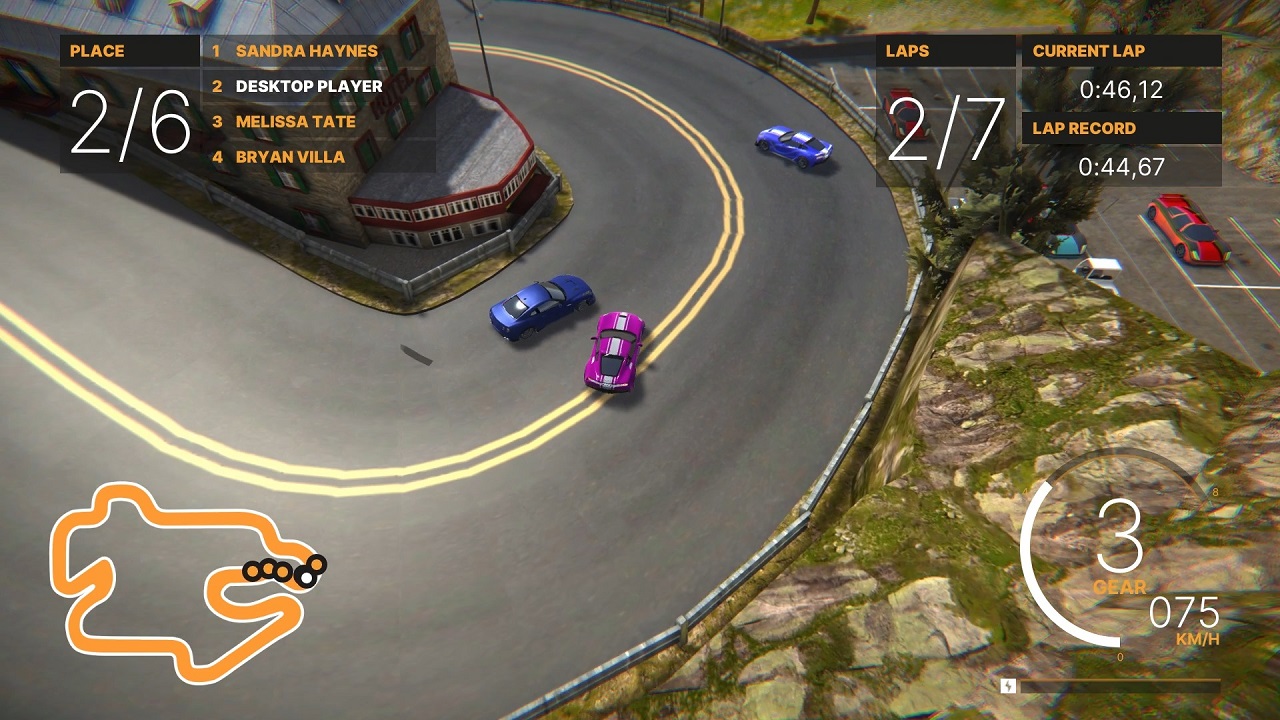 PLACE
2/6
1 SANDRA HAYNES
2 DESKTOP PLAYER
3 MELISSA TATE
4 BRYAN VILLA
LAPS
2/7
CURRENT LAP
0:46,12
LAP RECORD
0:44,67
8
3
GEAR
075
KM/H
0